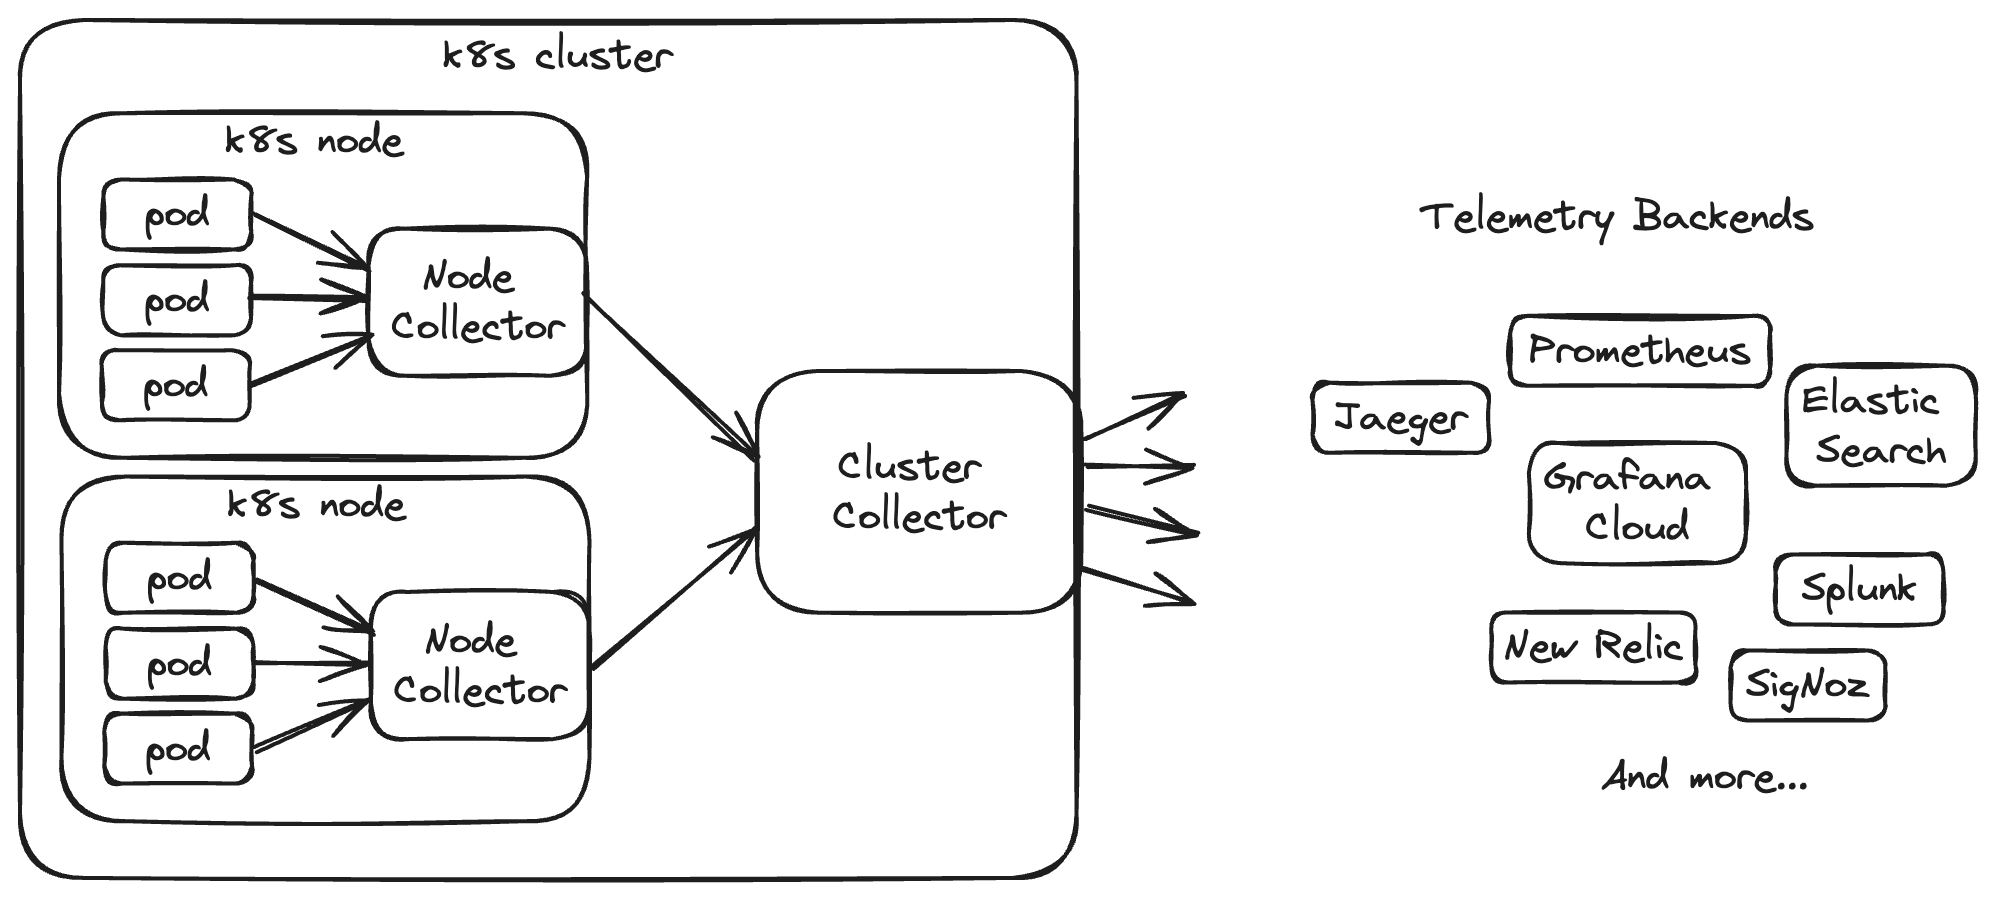 k8s cluster
k8s node
pod
pod
pod
Node
Collector
k8s node
pod
pod
pod
Node
Collector
Cluster
Collector
Telemetry Backends
Prometheus
Jaeger
Elastic
Search
Grafana
Cloud
Splunk
New Relic
SigNoz
And more...